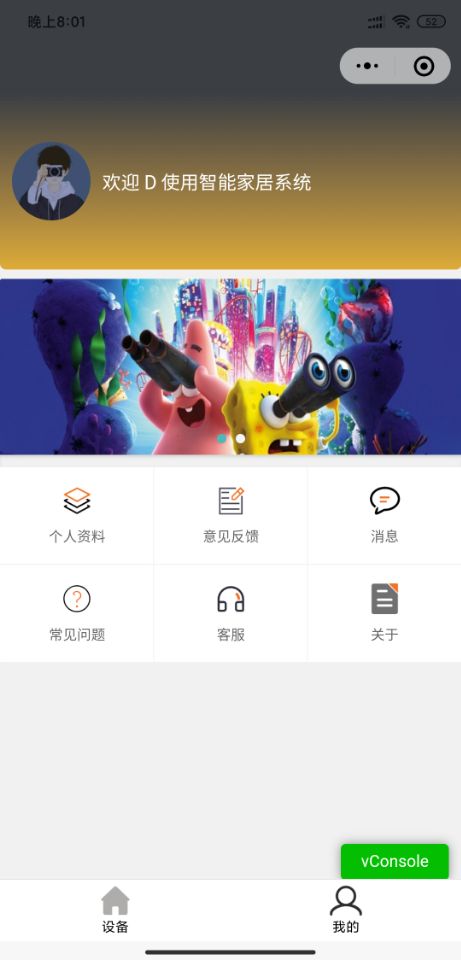 晚上8:01
52
欢迎 D 使用智能家居系统
个人资料
意见反馈
消息
常见问题
客服
关于
vConsole
设备
我的